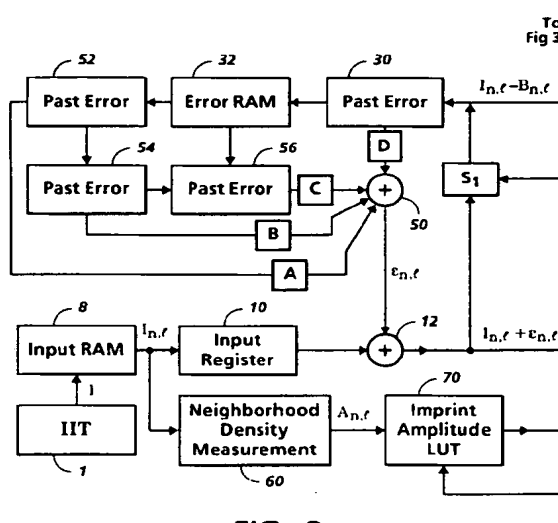 To
Fig 3
52
32
30
Past Error
Error RAM
Past Error
I n,ℓ – B n,ℓ
D
54
56
Past Error
Past Error
C
+
S1
50
B
A
εn,ℓ
8
In,ℓ
10
12
Input RAM
Input
Register
+
In,ℓ + εn,ℓ
I
70
IIT
1
Neighborhood
Density
Measurement
An,ℓ
Imprint
Amplitude
LUT
60